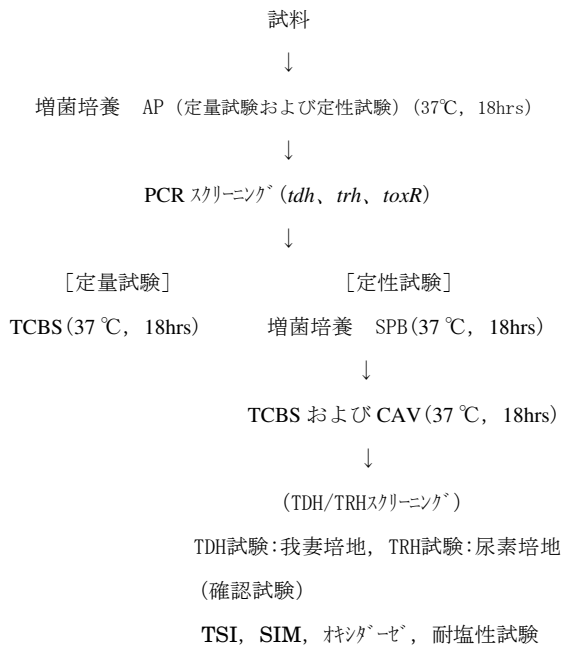 試料
↓
増菌培養　AP（定量試験および定性試験）(37℃, 18hrs)
↓
PCR ｽｸﾘｰﾆﾝｸﾞ (tdh、trh、toxR)
↓
［定量試験］　［定性試験］
TCBS(37 ℃, 18hrs)　増菌培養　SPB(37 ℃, 18hrs)
↓
TCBS および CAV(37 ℃, 18hrs)
↓
(TDH/TRHｽｸﾘｰﾆﾝｸﾞ)
TDH試験:我妻培地, TRH試験:尿素培地
(確認試験)
TSI, SIM, ｵｷｼﾀﾞｰｾﾞ, 耐塩性試験